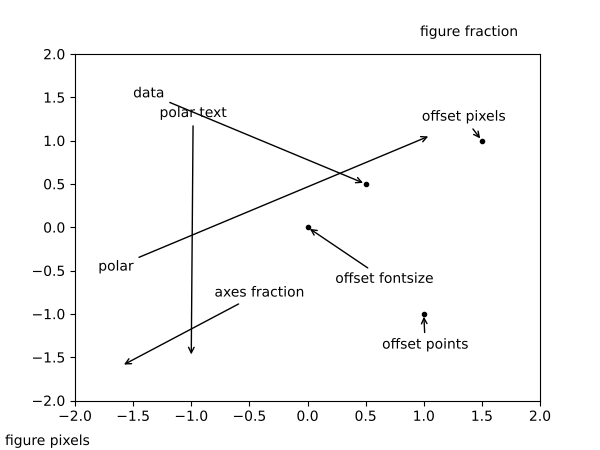 figure fraction
2.0
1.5
1.0
0.5
0.0
−0.5
−1.0
−1.5
−2.0
data
polar text
offset pixels
polar
offset fontsize
axes fraction
offset points
−2.0 −1.5 −1.0 −0.5 0.0 0.5 1.0 1.5 2.0
figure pixels